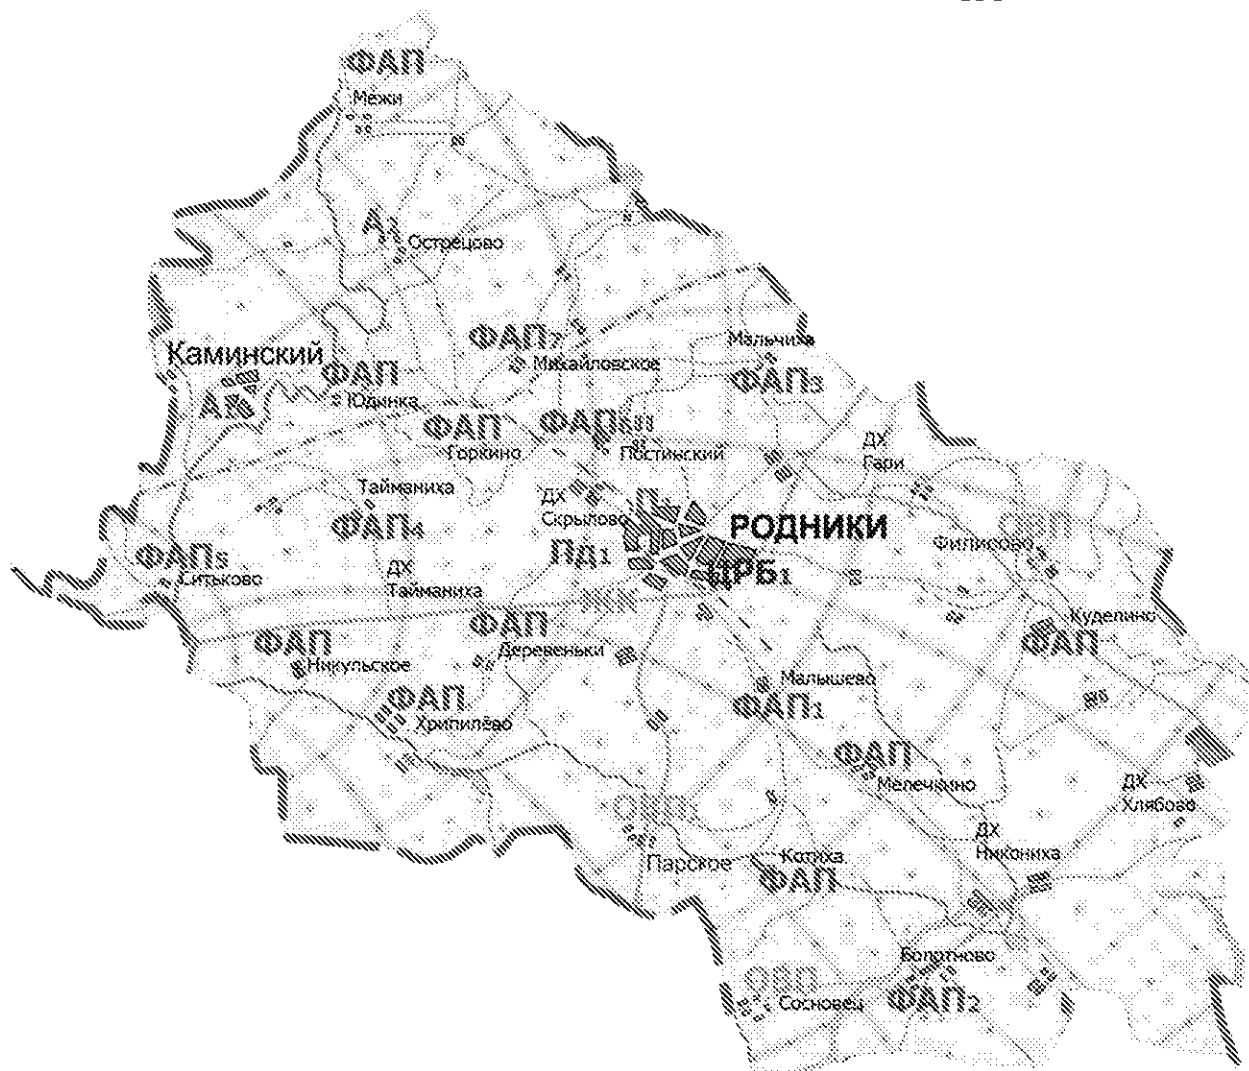 ФАП
Межи
Острецово
ФАП7
Михайловское
Мальчиха
ФАП3
Каминский
ФАП
Юдинка
ФАП
Горкино
Постинский
ДХ
Гари
Тайманиха
ФАП4
ДХ
Скрылово
РОДНИКИ
Пд1
ЦРБ1
ОВП
Филисово
ФАП5
Ситьково
ДХ
Тайманиха
Куделино
ФАП
ФАП
Деревеньки
ФАП
Никульское
Малышево
ФАП1
ФАП
Хрипилёво
ФАП
Мелечкино
ДХ
Хлябово
ОВП
Парское
ДХ
Никониха
Котиха
ФАП
Болотново
ФАП2
ОВП
Сосновец